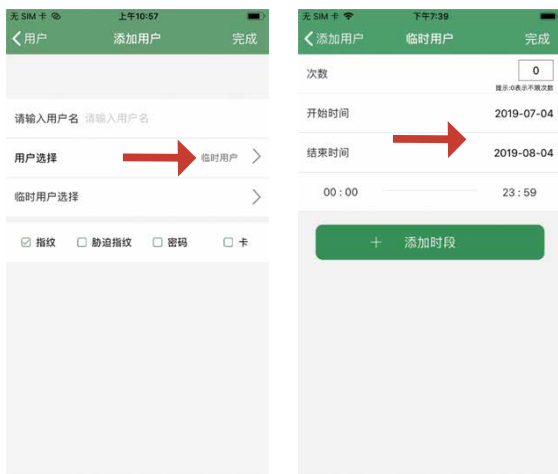 无 SIM 卡
上午10:57
用户
添加用户
完成
请输入用户名 请输入用户名
用户选择
临时用户
临时用户选择
指纹 胁迫指纹 密码 卡
无 SIM 卡
下午7:39
添加用户
临时用户
完成
次数
0
提示:0表示不限次数
开始时间
2019-07-04
结束时间
2019-08-04
00 : 00
23 : 59
+ 添加时段